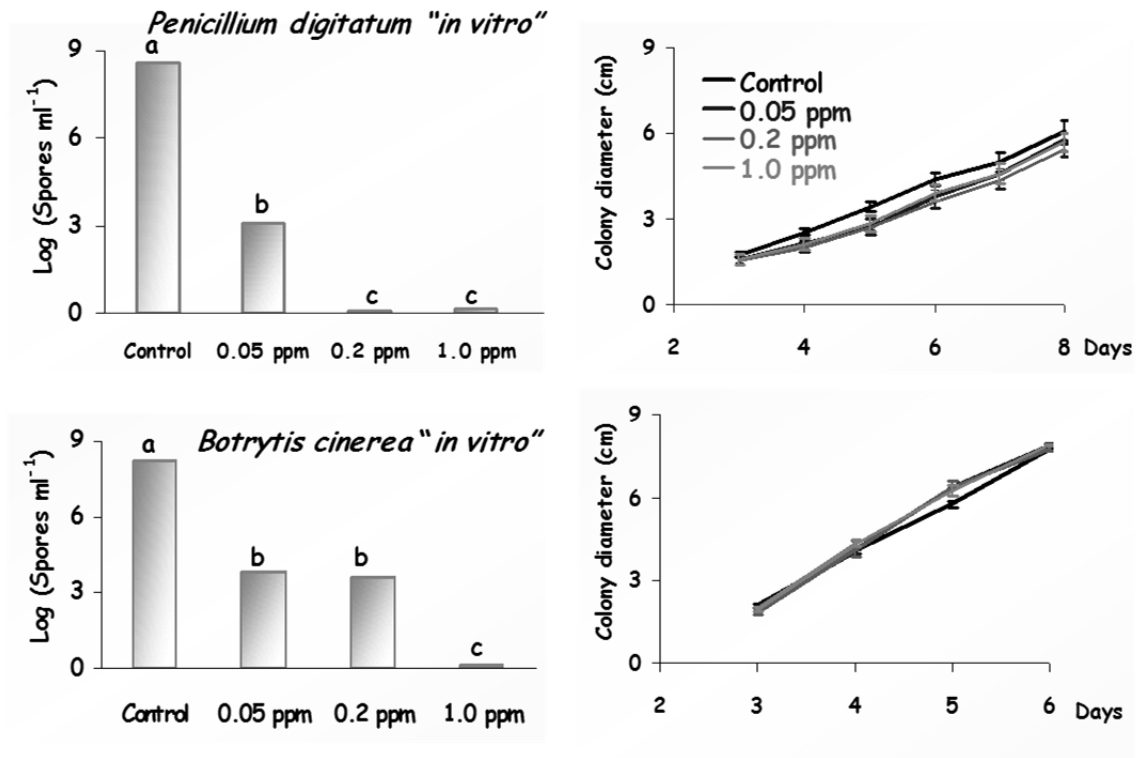 Penicillium digitatum "in vitro"
Log (Spores ml-1)
9
6
3
0
a
b
c
c
Control 0.05 ppm 0.2 ppm 1.0 ppm
Colony diameter (cm)
9
6
3
0
Control
0.05 ppm
0.2 ppm
1.0 ppm
2 4 6 8 Days
Botrytis cinerea "in vitro"
Log (Spores ml-1)
9
6
3
0
a
b
b
c
Control 0.05 ppm 0.2 ppm 1.0 ppm
Colony diameter (cm)
9
6
3
0
2 3 4 5 6 Days